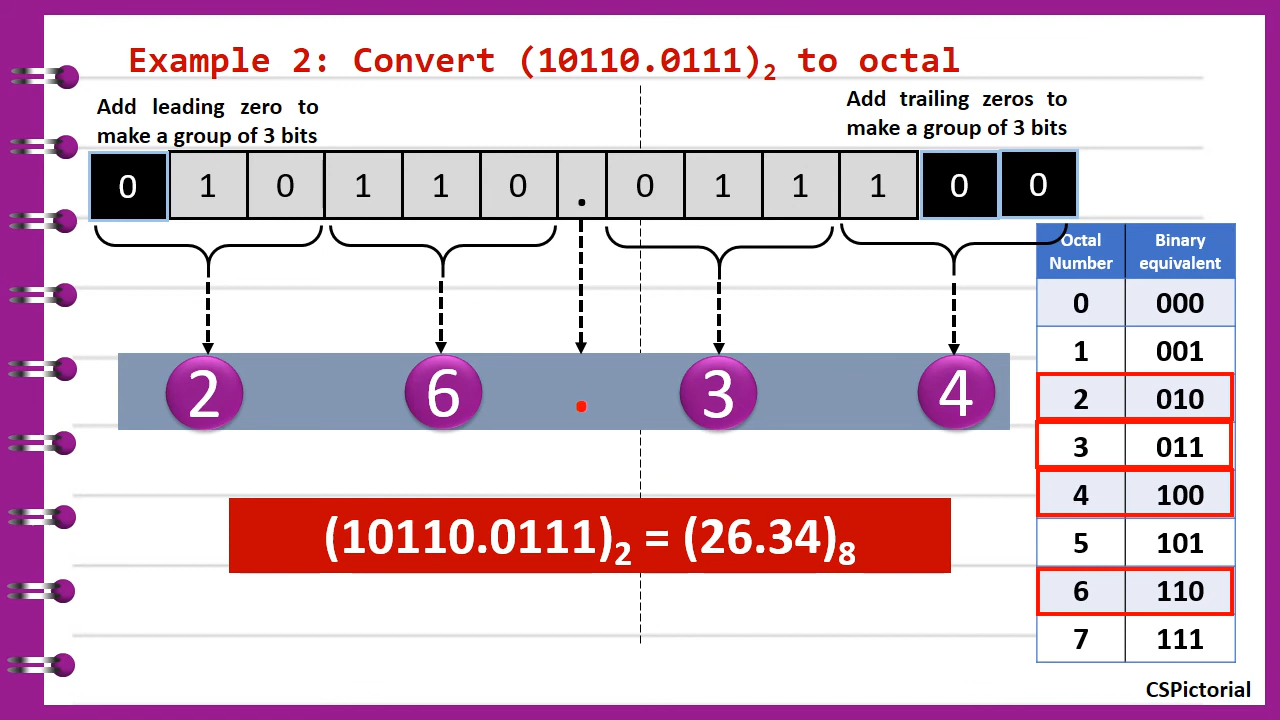 Example 2: Convert (10110.0111)₂ to octal
Add leading zero to
make a group of 3 bits
Add trailing zeros to
make a group of 3 bits
0 1 0 1 1 0 . 0 1 1 1 0 0
2 6 . 3 4
(10110.0111)₂ = (26.34)₈
Octal Number Binary equivalent
0 000
1 001
2 010
3 011
4 100
5 101
6 110
7 111
CSPictorial